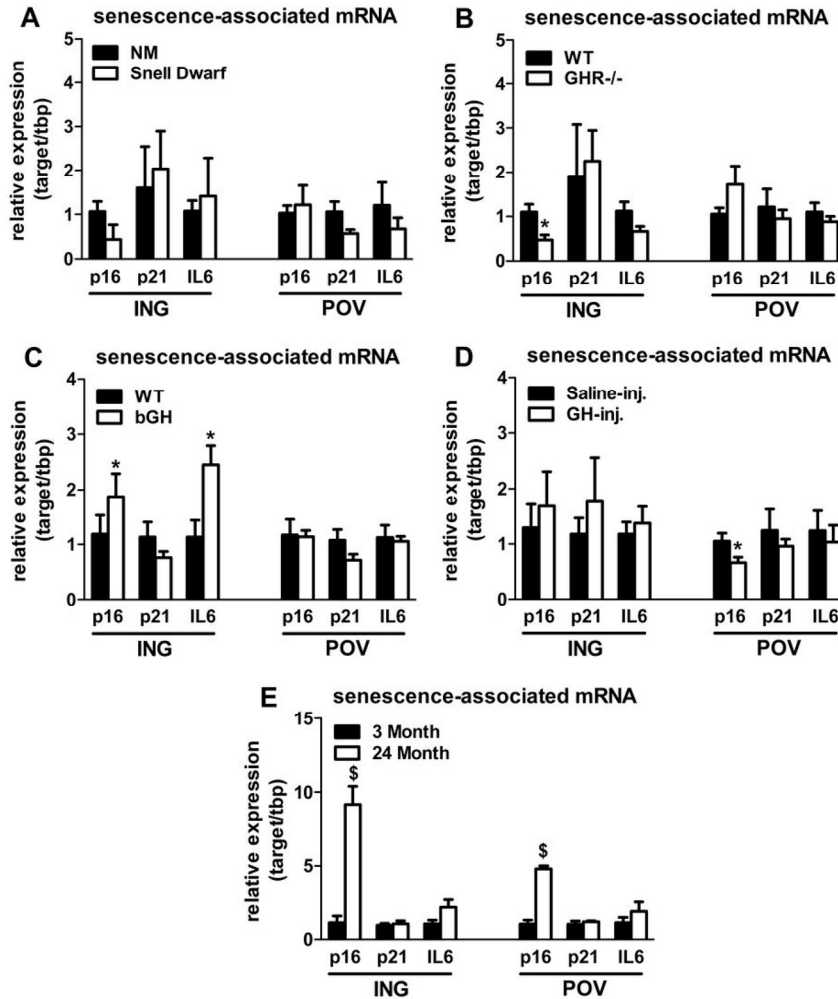 A
senescence-associated mRNA
relative expression
(target/tbp)
5
4
3
2
1
0
NM
Snell Dwarf
p16 p21 IL6 p16 p21 IL6
ING POV
B
senescence-associated mRNA
relative expression
(target/tbp)
5
4
3
2
1
0
WT
GHR-/-
*
p16 p21 IL6 p16 p21 IL6
ING POV
C
senescence-associated mRNA
relative expression
(target/tbp)
4
3
2
1
0
WT
bGH
* *
p16 p21 IL6 p16 p21 IL6
ING POV
D
senescence-associated mRNA
relative expression
(target/tbp)
4
3
2
1
0
Saline-inj.
GH-inj.
*
p16 p21 IL6 p16 p21 IL6
ING POV
E
senescence-associated mRNA
relative expression
(target/tbp)
15
10
5
0
3 Month
24 Month
$ $
p16 p21 IL6 p16 p21 IL6
ING POV